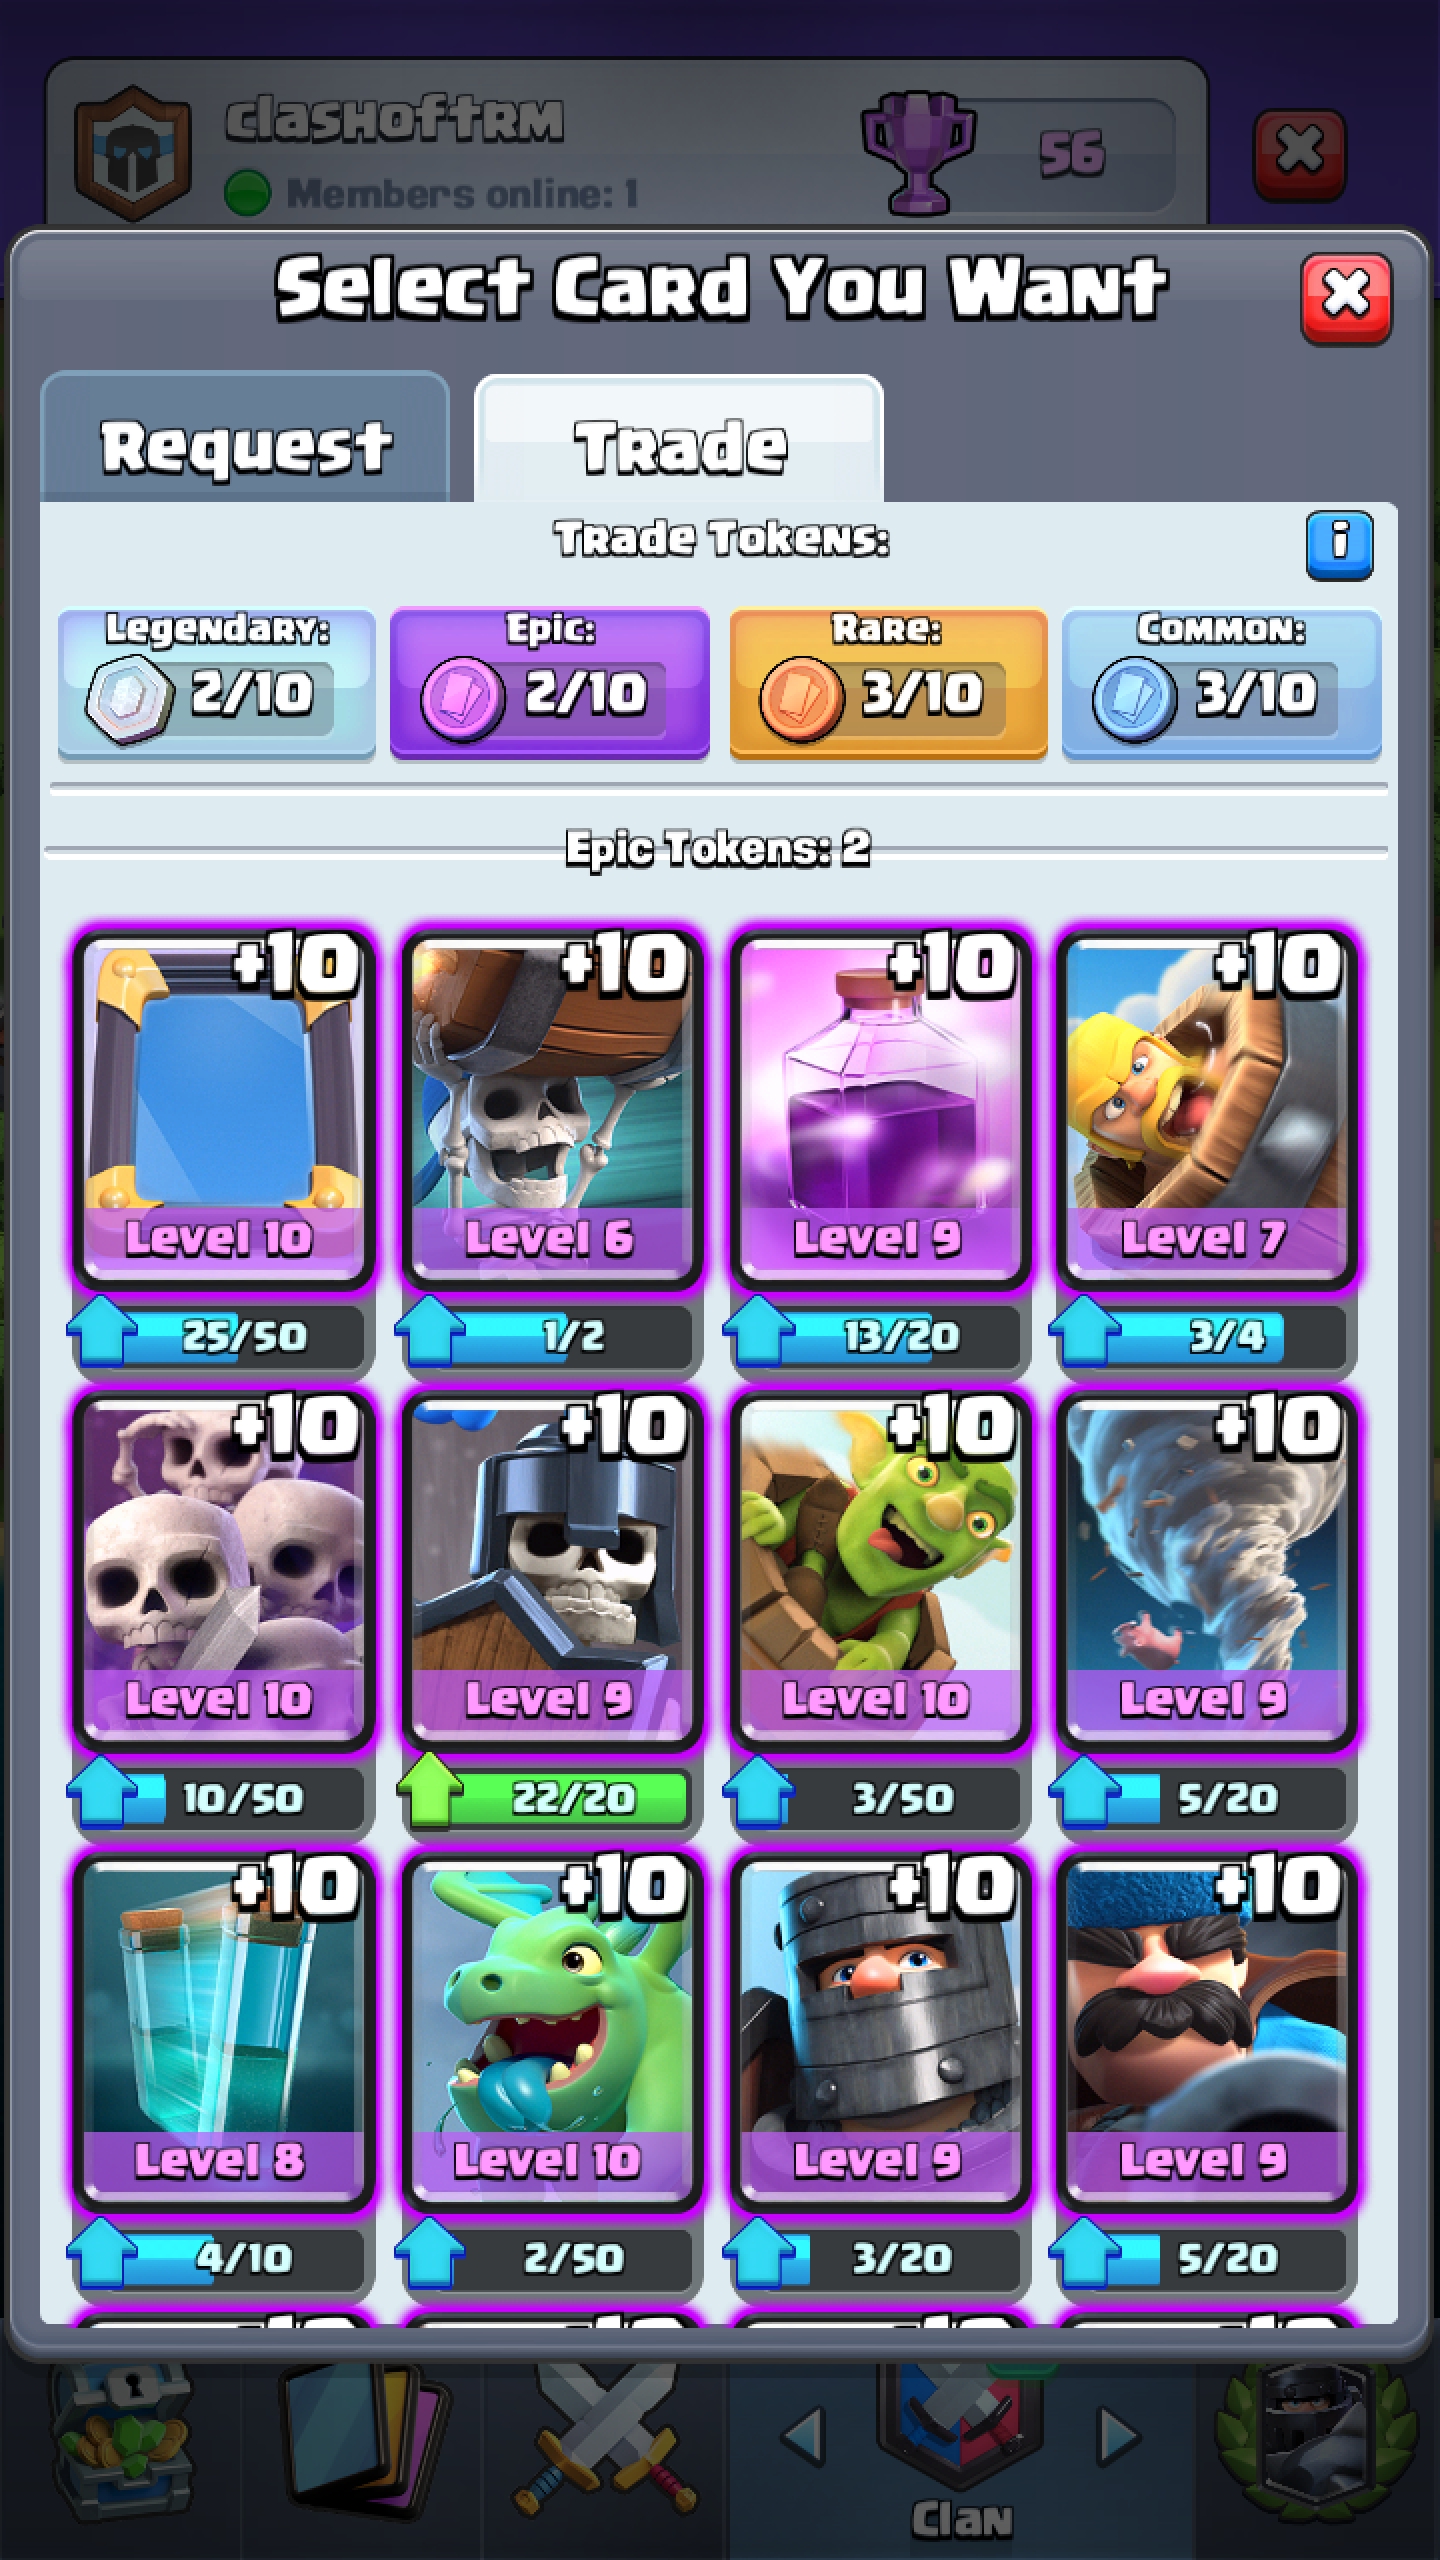 clashoftrm
56
Members online: 1
Select Card You Want
Request
Trade
Trade Tokens:
i
Legendary:
Epic:
Rare:
Common:
2/10
2/10
3/10
3/10
Epic Tokens: 2
+10
+10
+10
+10
Level 10
Level 6
Level 9
Level 7
25/50
1/2
13/20
3/4
+10
+10
+10
+10
Level 10
Level 9
Level 10
Level 9
10/50
22/20
3/50
5/20
+10
+10
+10
+10
Level 8
Level 10
Level 9
Level 9
4/10
2/50
3/20
5/20
+10
+10
+10
+10
Clan